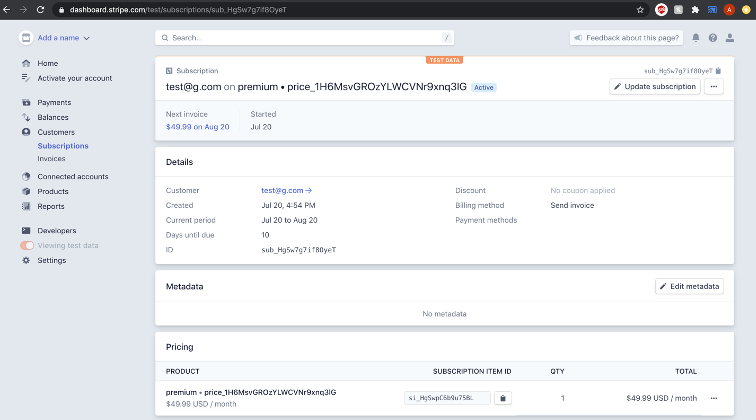 dashboard.stripe.com/test/subscriptions/sub_HgSw7g7if8OyeT
Add a name
Search...
/
Feedback about this page?
Home
Activate your account
Payments
Balances
Customers
Subscriptions
Invoices
Connected accounts
Products
Reports
Developers
Viewing test data
Settings
TEST DATA
Subscription
sub_HgSw7g7if8OyeT
test@g.com on premium • price_1H6MsvGROzYLWCVNr9xnq3lG
Active
Update subscription
Next invoice
Started
$49.99 on Aug 20
Jul 20
Details
Customer
test@g.com
Discount
No coupon applied
Created
Jul 20, 4:54 PM
Billing method
Send invoice
Current period
Jul 20 to Aug 20
Payment methods
Days until due
10
ID
sub_HgSw7g7if8OyeT
Metadata
Edit metadata
No metadata
Pricing
PRODUCT
SUBSCRIPTION ITEM ID
QTY
TOTAL
premium • price_1H6MsvGROzYLWCVNr9xnq3lG
$49.99 USD / month
si_HgSwpC6b9u75BL
1
$49.99 USD / month